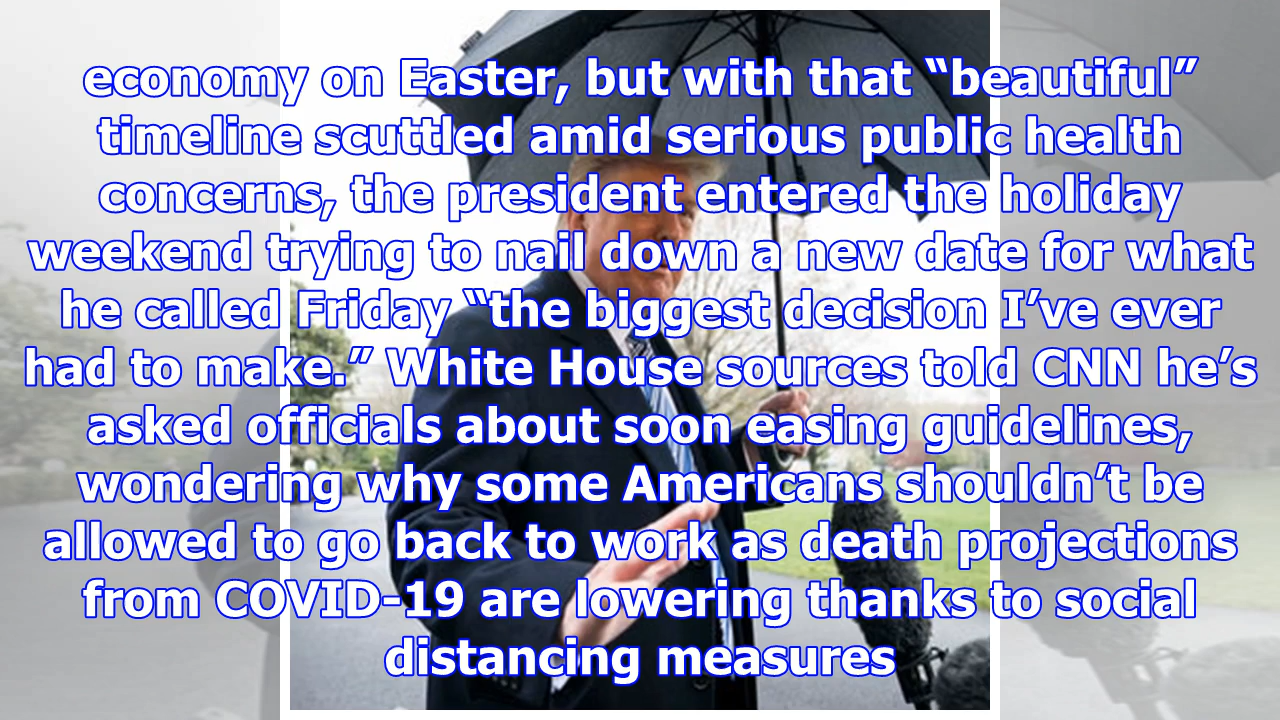 economy on Easter, but with that “beautiful”
timeline scuttled amid serious public health
concerns, the president entered the holiday
weekend trying to nail down a new date for what
he called Friday “the biggest decision I’ve ever
had to make.” White House sources told CNN he’s
asked officials about soon easing guidelines,
wondering why some Americans shouldn’t be
allowed to go back to work as death projections
from COVID-19 are lowering thanks to social
distancing measures